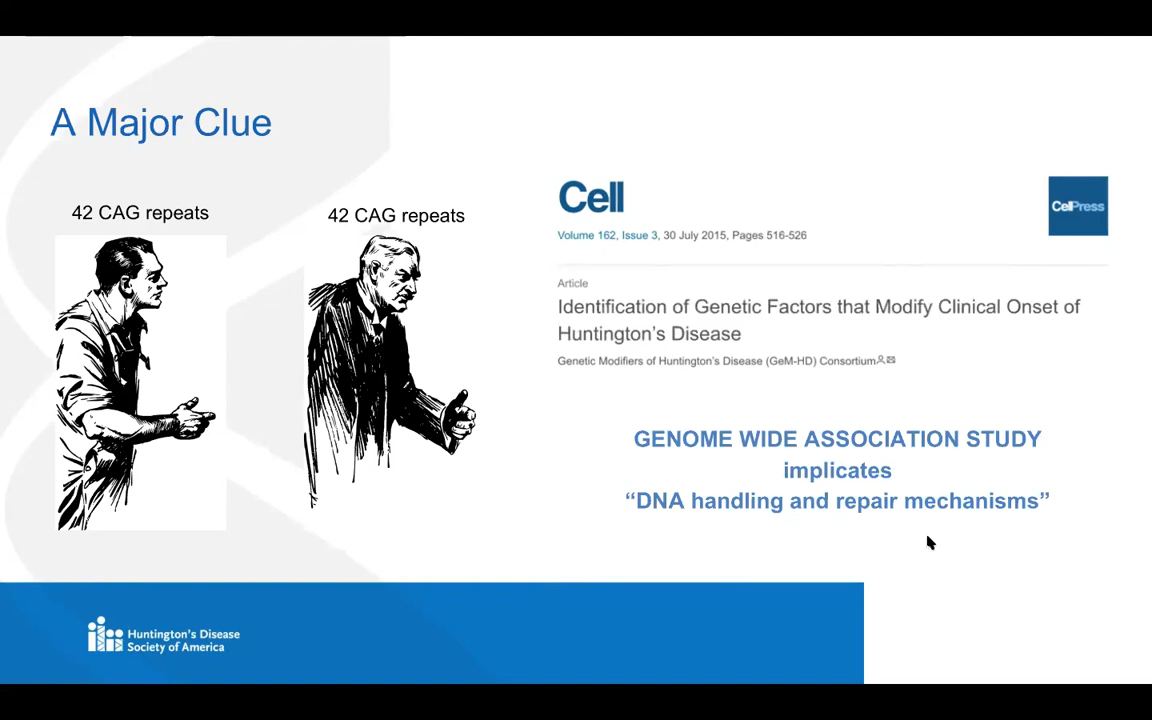 A Major Clue
42 CAG repeats
42 CAG repeats
Cell
CellPress
Volume 162, Issue 3, 30 July 2015, Pages 516-526
Article
Identification of Genetic Factors that Modify Clinical Onset of
Huntington's Disease
Genetic Modifiers of Huntington's Disease (GeM-HD) Consortium
GENOME WIDE ASSOCIATION STUDY
implicates
“DNA handling and repair mechanisms”
Huntington's Disease
Society of America